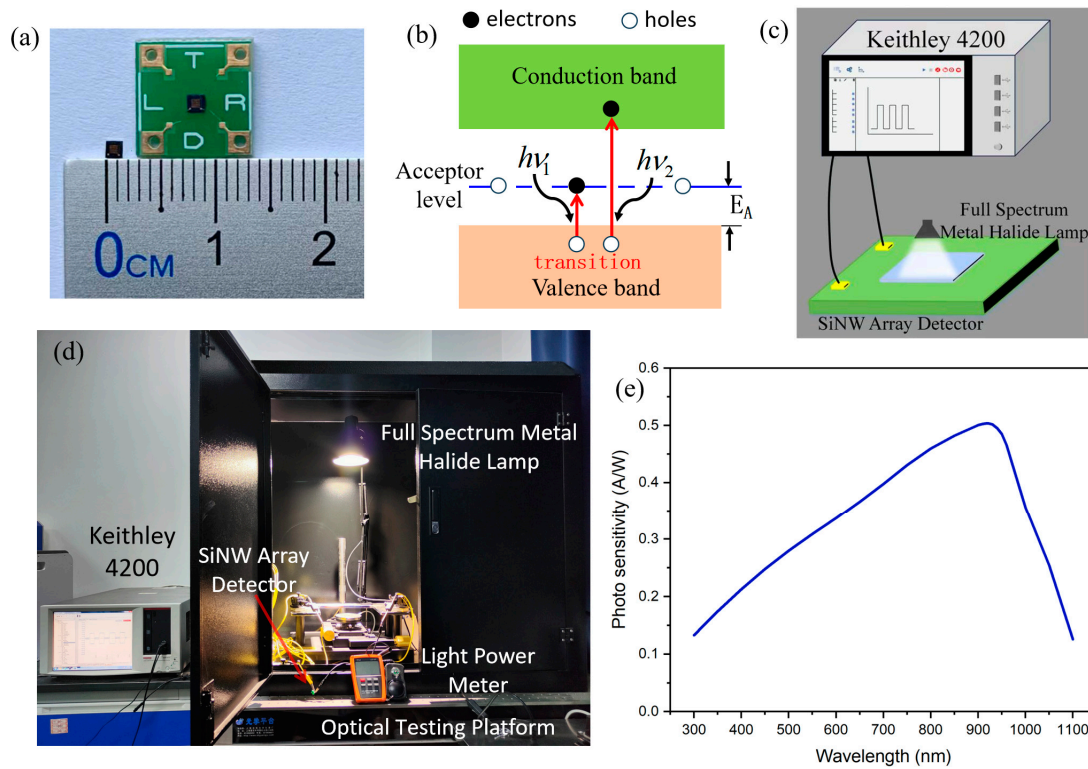 (a)
T
L
R
D
0CM
1
2
(b)
electrons
holes
Conduction band
Acceptor
level
hν1
hν2
EA
transition
Valence band
(c)
Keithley 4200
Full Spectrum
Metal Halide Lamp
SiNW Array Detector
(d)
Full Spectrum Metal
Halide Lamp
Keithley
4200
SiNW Array
Detector
Light Power
Meter
Optical Testing Platform
(e)
0.6
0.5
0.4
0.3
0.2
0.1
0.0
Photo sensitivity (A/W)
300 400 500 600 700 800 900 1000 1100
Wavelength (nm)